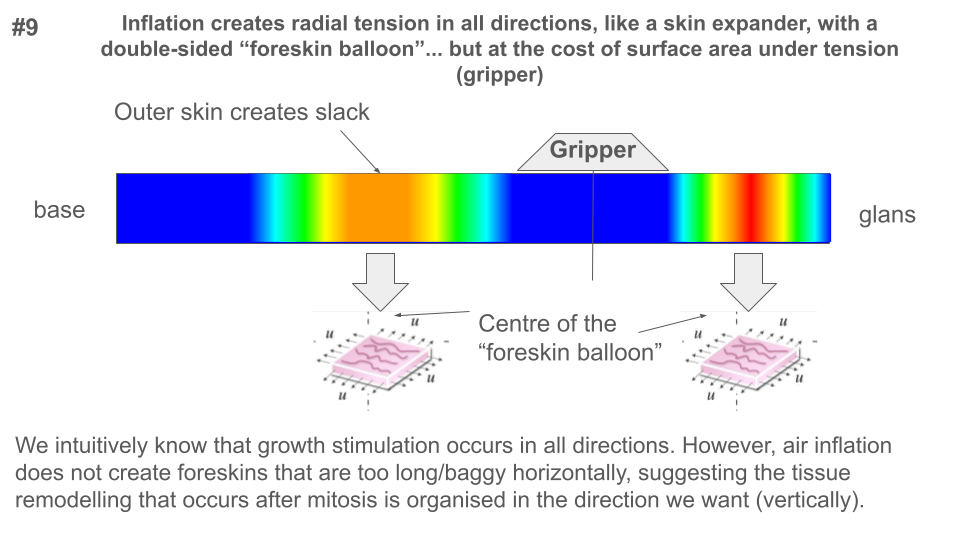 #9
Inflation creates radial tension in all directions, like a skin expander, with a
double-sided “foreskin balloon”... but at the cost of surface area under tension
(gripper)
Outer skin creates slack
Gripper
base
glans
Centre of the
“foreskin balloon”
u
u
u
u
u
u
u
u
We intuitively know that growth stimulation occurs in all directions. However, air inflation
does not create foreskins that are too long/baggy horizontally, suggesting the tissue
remodelling that occurs after mitosis is organised in the direction we want (vertically).